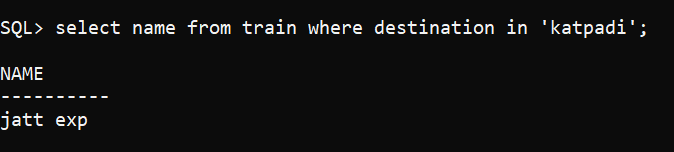 SQL> select name from train where destination in 'katpadi';
NAME
----------
jatt exp